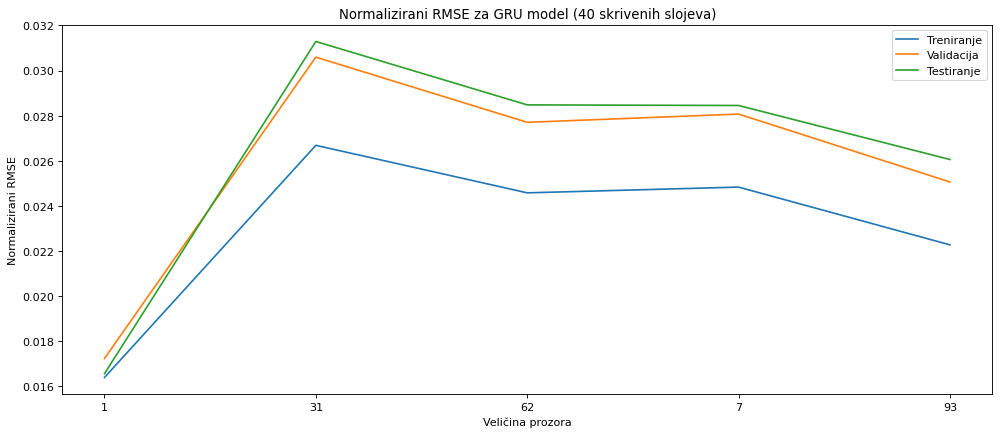 Normalizirani RMSE za GRU model (40 skrivenih slojeva)
Treniranje
Validacija
Testiranje
Normalizirani RMSE
0.032
0.030
0.028
0.026
0.024
0.022
0.020
0.018
0.016
1 31 62 7 93
Veličina prozora